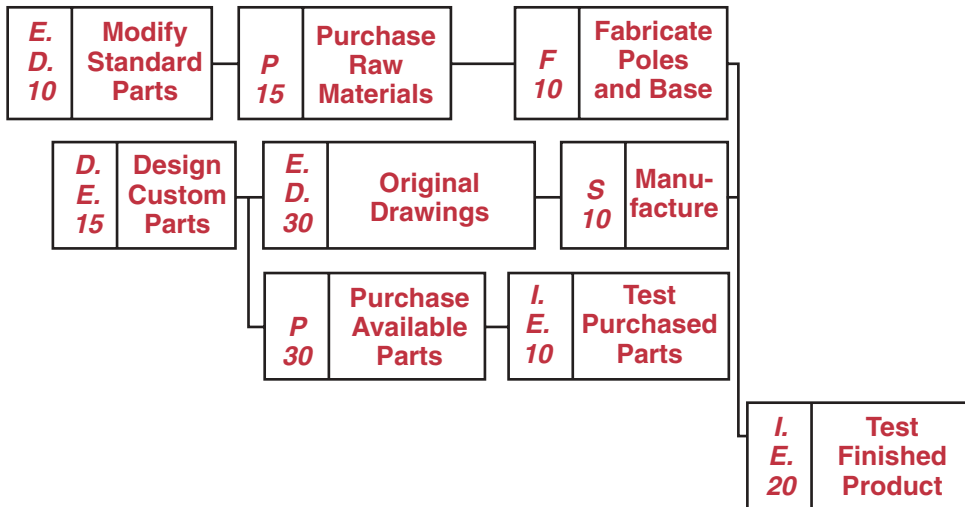 E.
D.
10
Modify
Standard
Parts
P
15
Purchase
Raw
Materials
F
10
Fabricate
Poles
and Base
D.
E.
15
Design
Custom
Parts
E.
D.
30
Original
Drawings
S
10
Manu-
facture
P
30
Purchase
Available
Parts
I.
E.
10
Test
Purchased
Parts
I.
E.
20
Test
Finished
Product